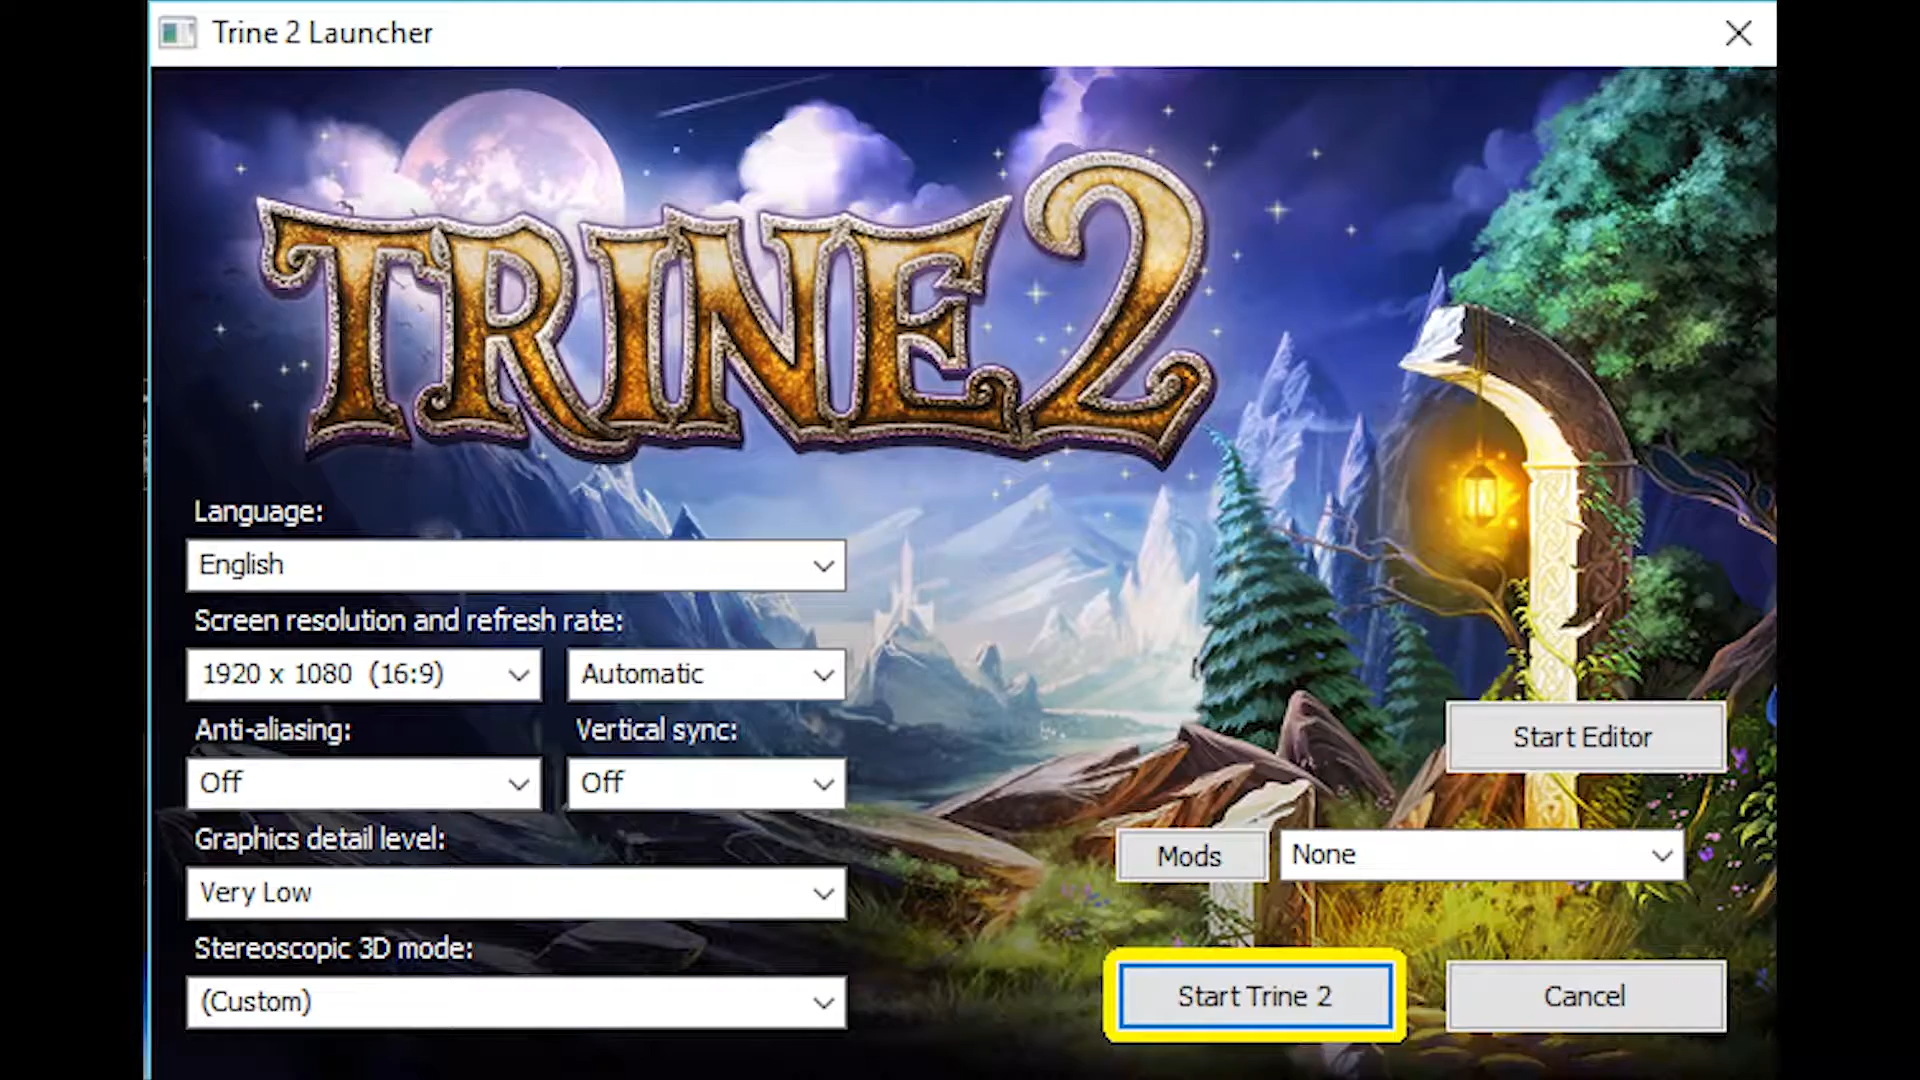 Trine 2 Launcher
TRINE 2
Language:
English
Screen resolution and refresh rate:
1920 x 1080 (16:9)
Automatic
Anti-aliasing:
Vertical sync:
Off
Off
Start Editor
Graphics detail level:
Mods
None
Very Low
Stereoscopic 3D mode:
(Custom)
Start Trine 2
Cancel